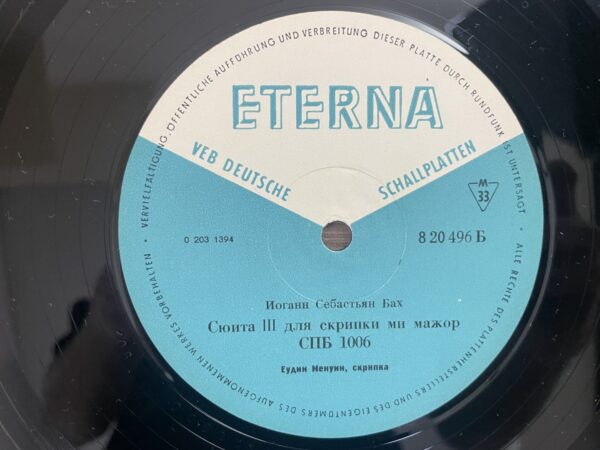 VERVIELFÄLTIGUNG, ÖFFENTLICHE AUFFÜHRUNG UND VERBREITUNG DIESER PLATTE DURCH RUNDFUNK IST UNTERSAGT • ALLE RECHTE DES PLATTENHERSTELLERS UND DES EIGENTÜMERS DES AUFGENOMMENEN WERKES VORBEHALTEN •
ETERNA
VEB DEUTSCHE SCHALLPLATTEN
M
33
0 203 1394
8 20 496 Б
Иоганн Себастьян Бах
Сюита III для скрипки ми мажор
СПБ 1006
Еудин Менуин, скрипка